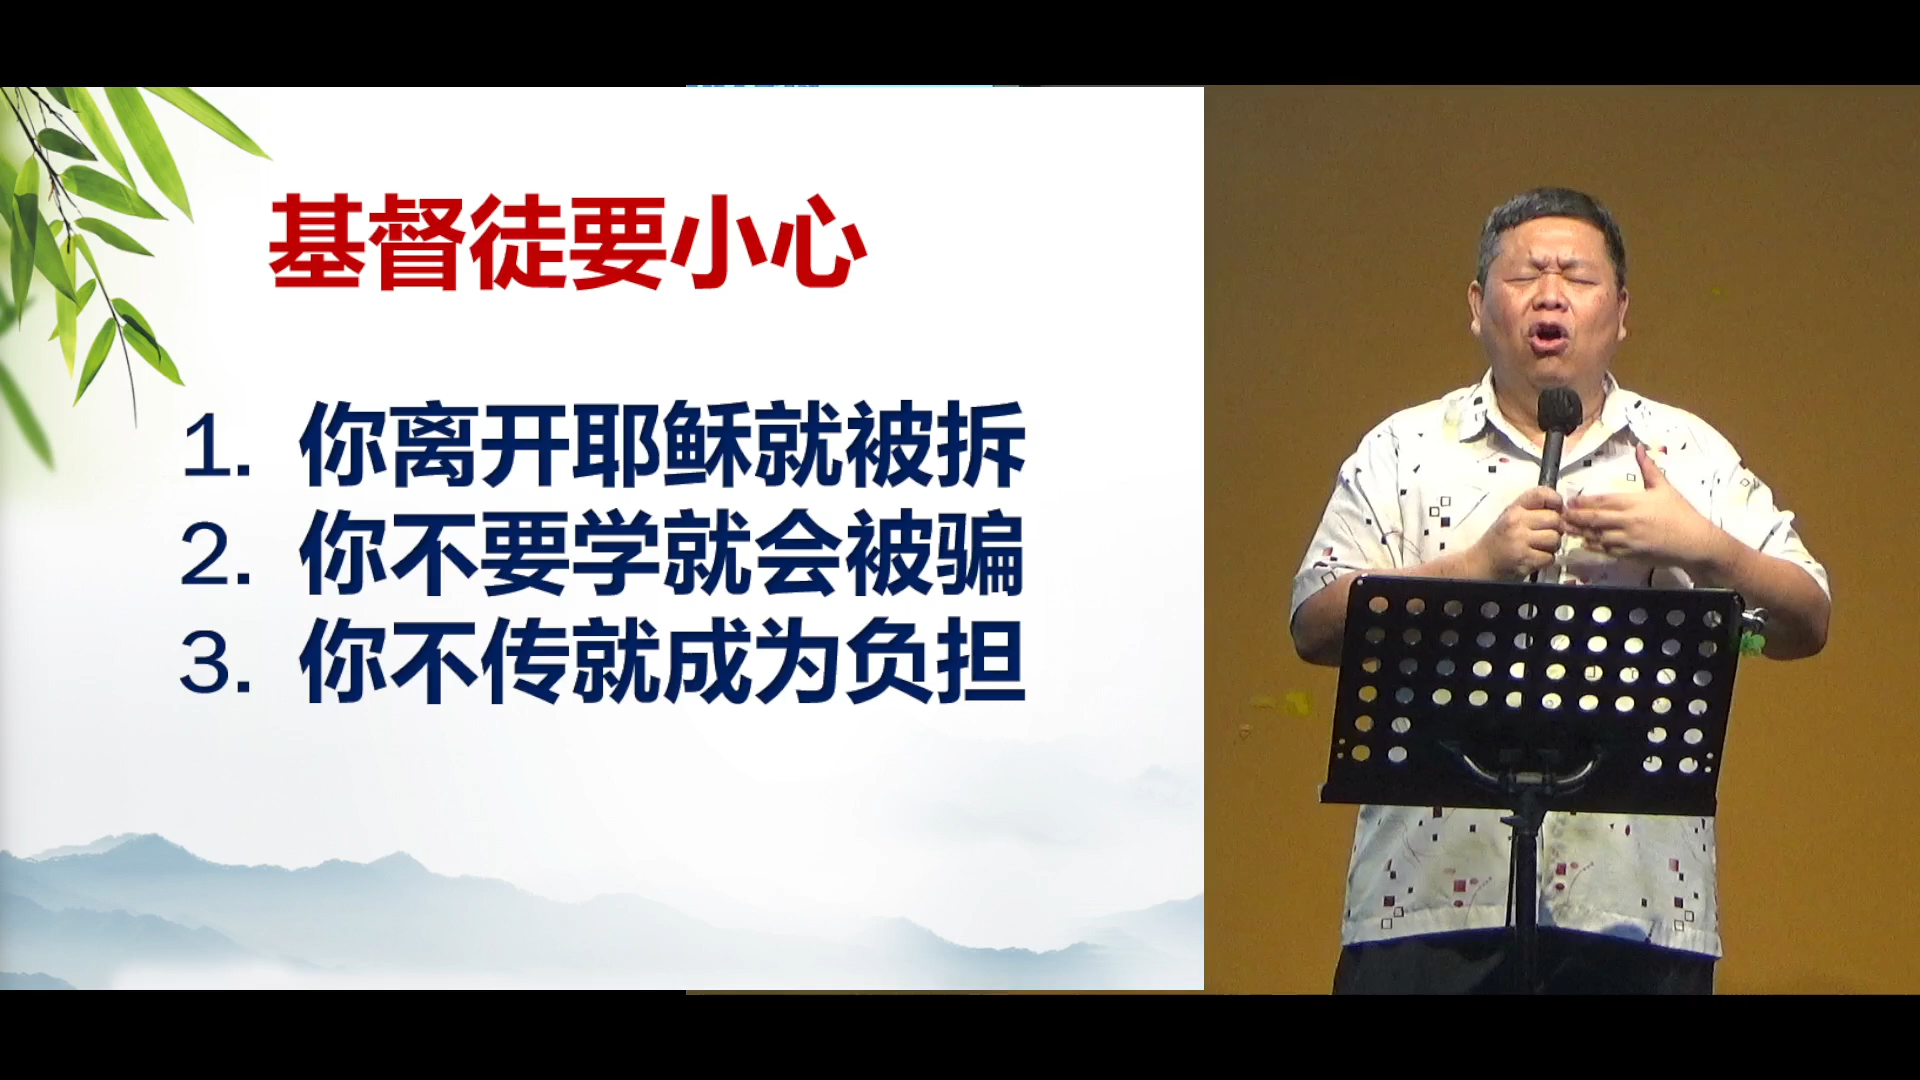 基督徒要小心
1. 你离开耶稣就被拆
2. 你不要学就会被骗
3. 你不传就成为负担